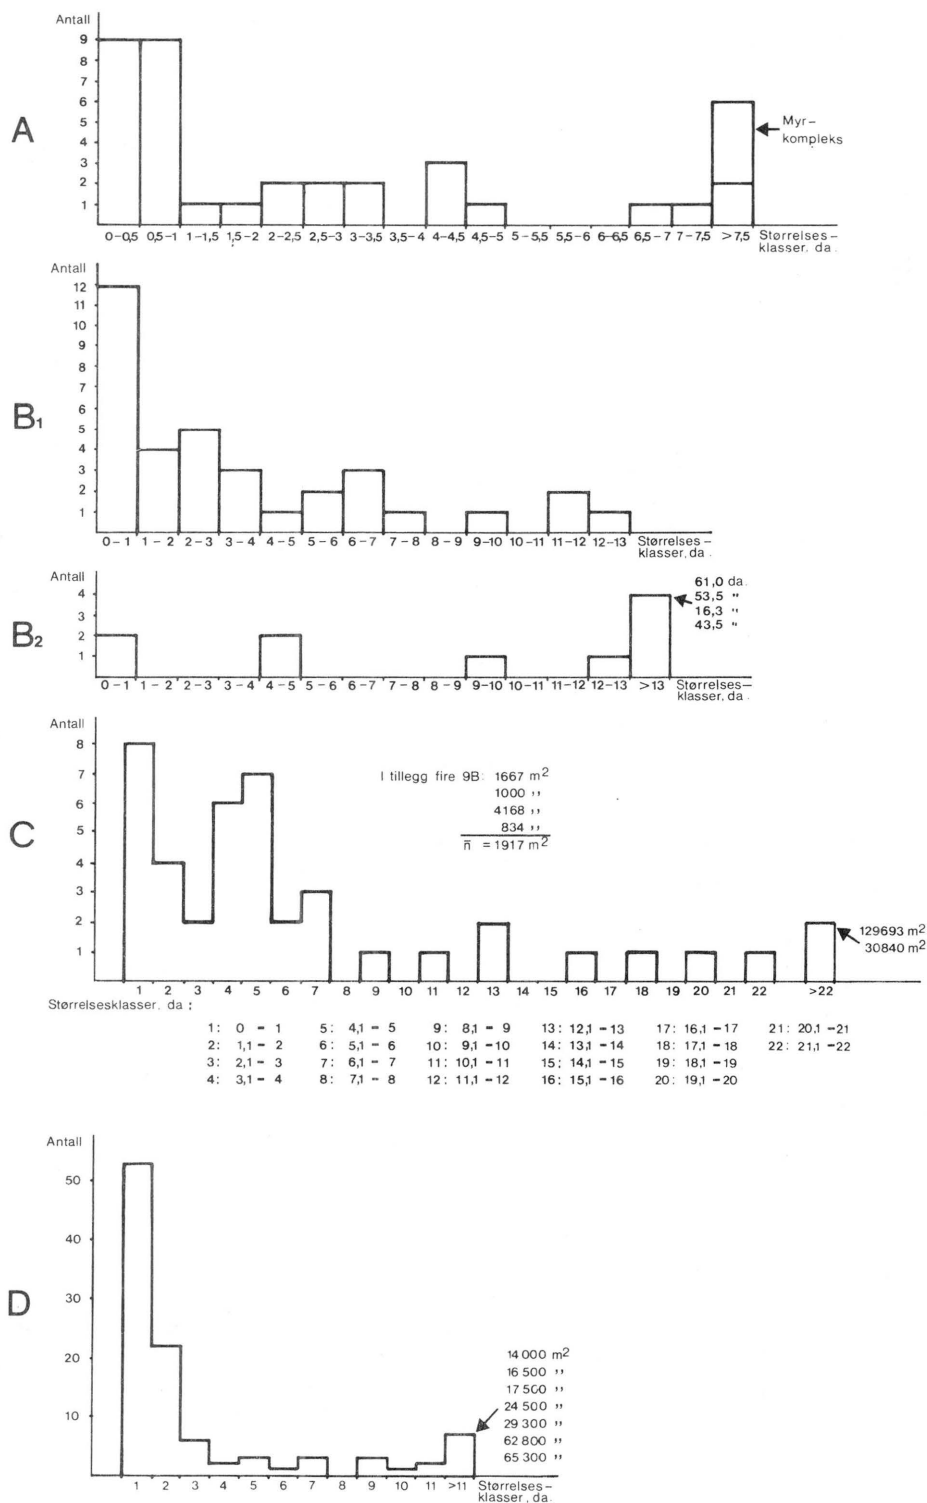 Antall
9
8
7
6
5
4
3
2
1
A
Myr–
kompleks
0–0,5 0,5–1 1–1,5 1,5–2 2–2,5 2,5–3 3–3,5 3,5–4 4–4,5 4,5–5 5–5,5 5,5–6 6–6,5 6,5–7 7–7,5 >7,5 Størrelses–
klasser, da.
Antall
12
11
10
9
8
7
6
5
4
3
2
1
B1
0–1 1–2 2–3 3–4 4–5 5–6 6–7 7–8 8–9 9–10 10–11 11–12 12–13 Størrelses–
klasser, da.
Antall
4
3
2
1
B2
61,0 da.
53,5 "
16,3 "
43,5 "
0–1 1–2 2–3 3–4 4–5 5–6 6–7 7–8 8–9 9–10 10–11 11–12 12–13 >13 Størrelses–
klasser, da.
Antall
8
7
6
5
4
3
2
1
C
I tillegg fire 9B: 1667 m²
1000 ,,
4168 ,,
834 ,,
n̄ = 1917 m²
129693 m²
30840 m²
1 2 3 4 5 6 7 8 9 10 11 12 13 14 15 16 17 18 19 20 21 22 >22
Størrelsesklasser, da ;
1: 0 – 1 5: 4,1 – 5 9: 8,1 – 9 13: 12,1 – 13 17: 16,1 – 17 21: 20,1 – 21
2: 1,1 – 2 6: 5,1 – 6 10: 9,1 – 10 14: 13,1 – 14 18: 17,1 – 18 22: 21,1 – 22
3: 2,1 – 3 7: 6,1 – 7 11: 10,1 – 11 15: 14,1 – 15 19: 18,1 – 19
4: 3,1 – 4 8: 7,1 – 8 12: 11,1 – 12 16: 15,1 – 16 20: 19,1 – 20
Antall
50
40
30
20
10
D
14 000 m²
16 500 ,,
17 500 ,,
24 500 ,,
29 300 ,,
62 800 ,,
65 300 ,,
1 2 3 4 5 6 7 8 9 10 11 >11 Størrelses–
klasser, da.